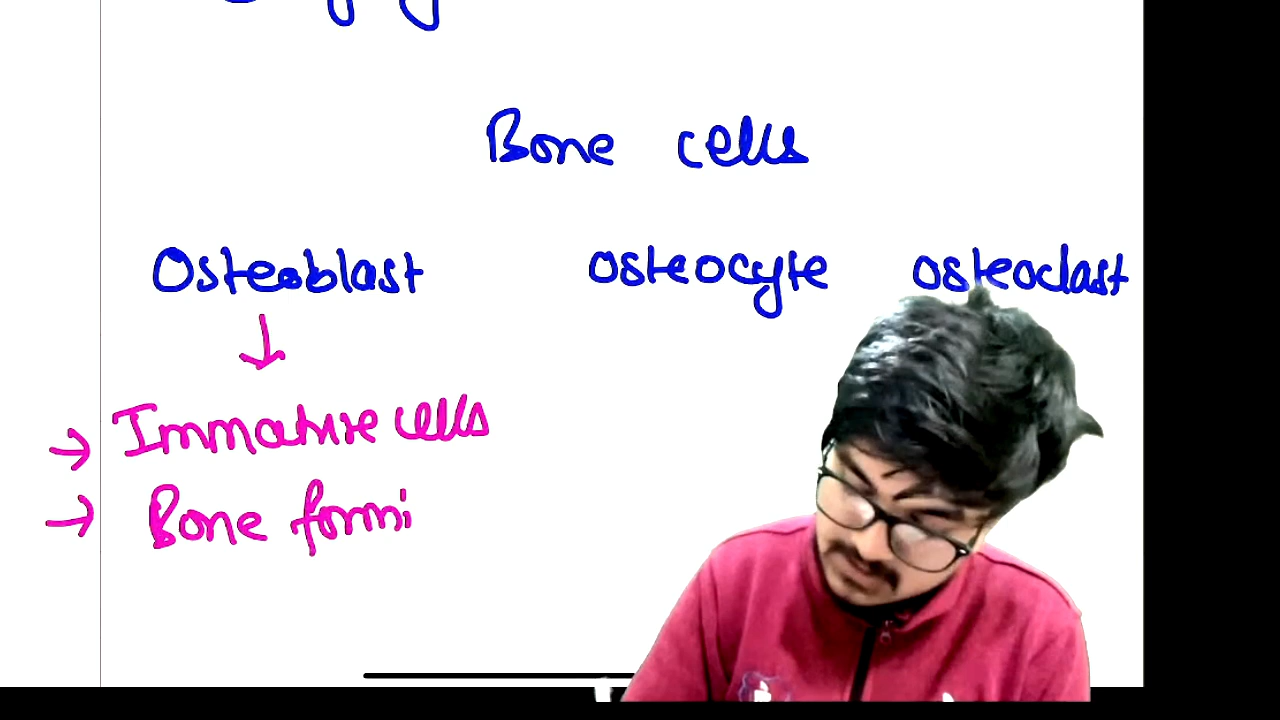 Bone cells
Osteoblast osteocyte osteoclast
↓
→ Immature cells
→ Bone formi